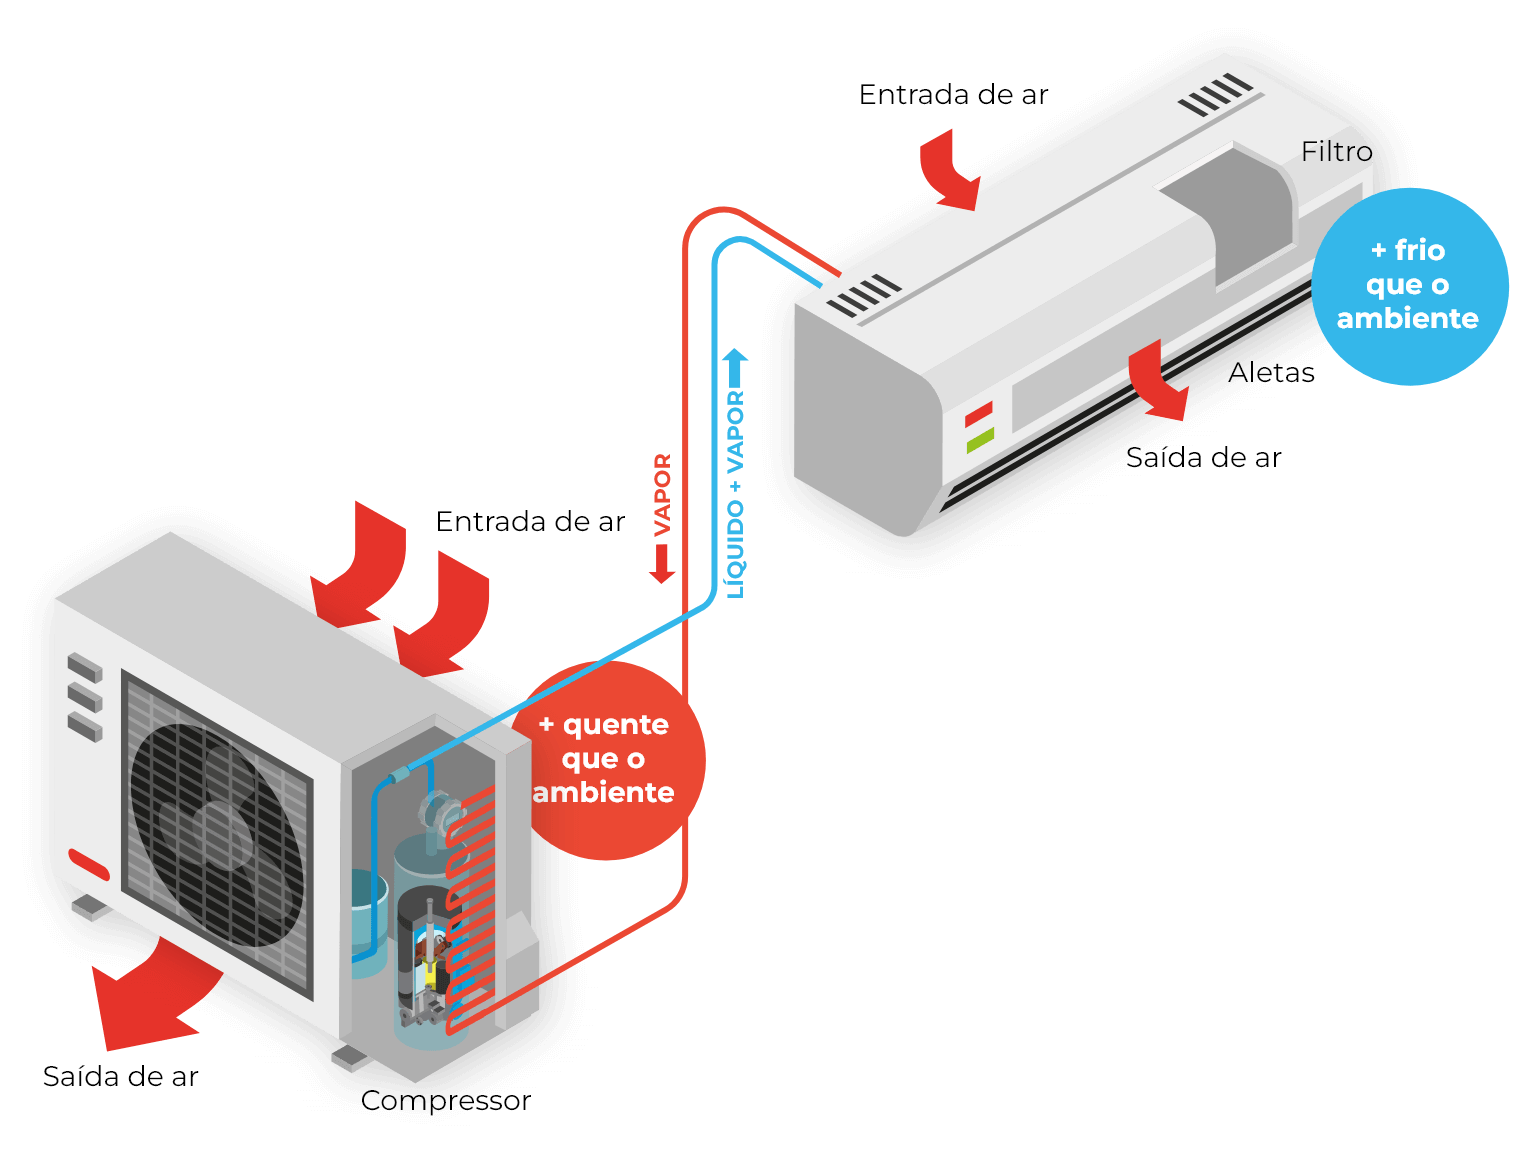 Entrada de ar
Filtro
+ frio
que o
ambiente
Aletas
Saída de ar
VAPOR
LÍQUIDO + VAPOR
Entrada de ar
+ quente
que o
ambiente
Saída de ar
Compressor